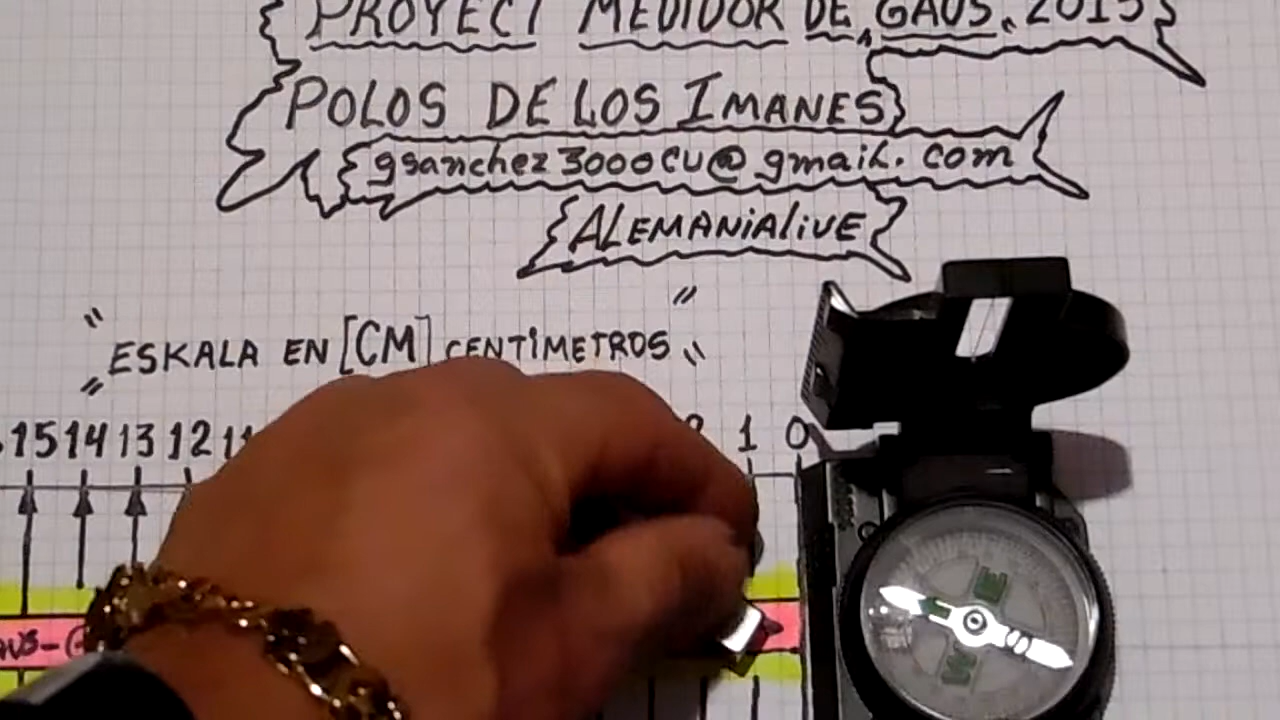 PROYECT MEDIDOR DE GAUS. 2015
POLOS DE LOS IMANES
gsanchez3000cu@gmail.com
ALEMANIAliVE
"ESKALA EN [CM] CENTIMETROS"
15 14 13 12 11 1 0